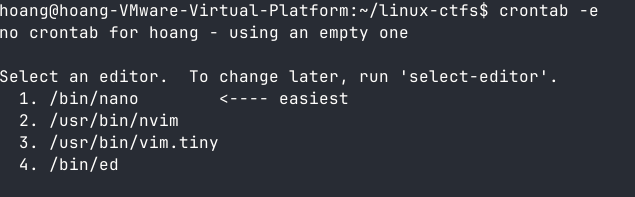 hoang@hoang-VMware-Virtual-Platform:~/linux-ctfs$ crontab -e
no crontab for hoang - using an empty one

Select an editor.  To change later, run 'select-editor'.
  1. /bin/nano        <---- easiest
  2. /usr/bin/nvim
  3. /usr/bin/vim.tiny
  4. /bin/ed